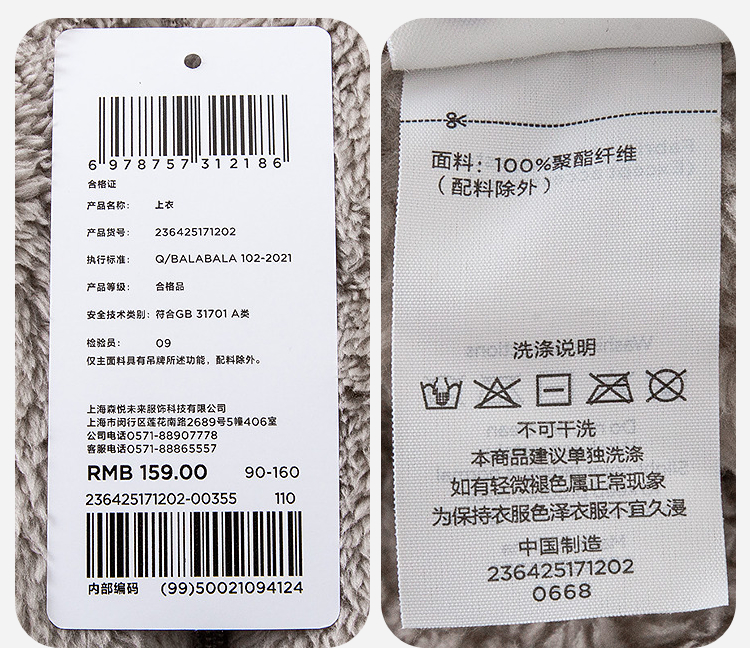 6 978757 312186
合格证
产品名称： 上衣
产品货号： 236425171202
执行标准： Q/BALABALA 102-2021
产品等级： 合格品
安全技术类别：符合GB 31701 A类
检验员： 09
仅主面料具有吊牌所述功能，配料除外。
上海森悦未来服饰科技有限公司
上海市闵行区莲花南路2689号5幢406室
公司电话0571-88907778
客服电话0571-88865557
RMB 159.00 90-160
236425171202-00355 110
内部编码 (99)50021094124
面料：100%聚酯纤维
（配料除外）
洗涤说明
不可干洗
本商品建议单独洗涤
如有轻微褪色属正常现象
为保持衣服色泽衣服不宜久浸
中国制造
236425171202
0668